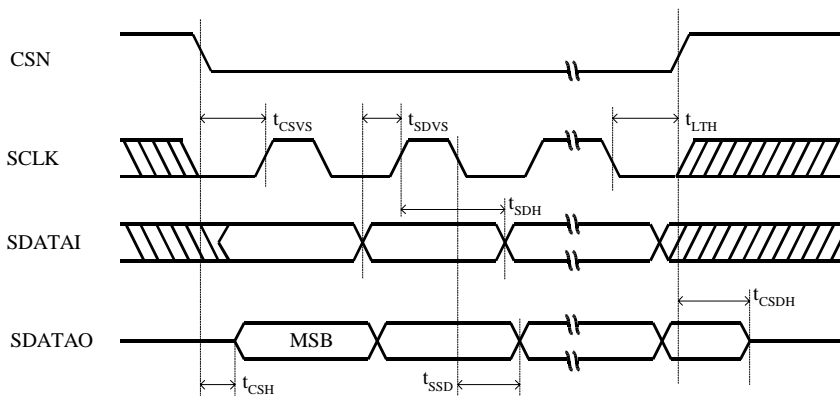 CSN
t_CSVS t_SDVS t_LTH
SCLK
t_SDH
SDATAI
t_CSDH
SDATAO MSB
t_CSH t_SSD